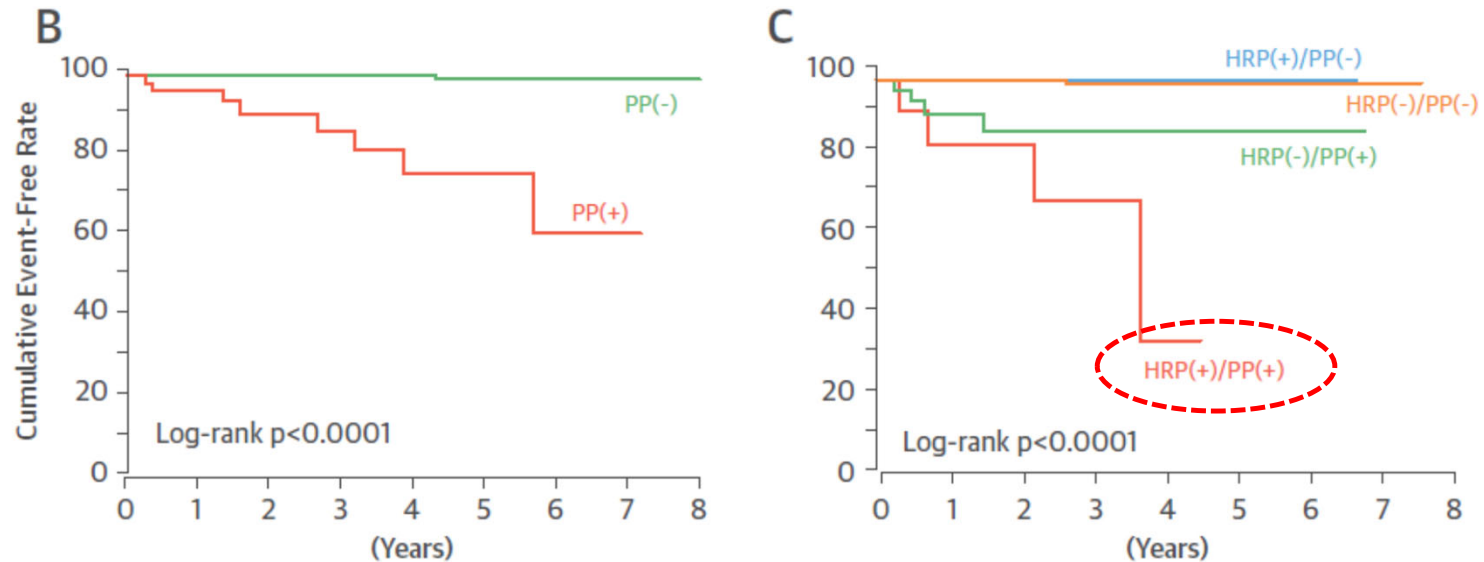 B
Cumulative Event-Free Rate
100
80
60
40
20
0
PP(-)
PP(+)
Log-rank p<0.0001
0 1 2 3 4 5 6 7 8
(Years)
C
100
80
60
40
20
0
HRP(+)/PP(-)
HRP(-)/PP(-)
HRP(-)/PP(+)
HRP(+)/PP(+)
Log-rank p<0.0001
0 1 2 3 4 5 6 7 8
(Years)